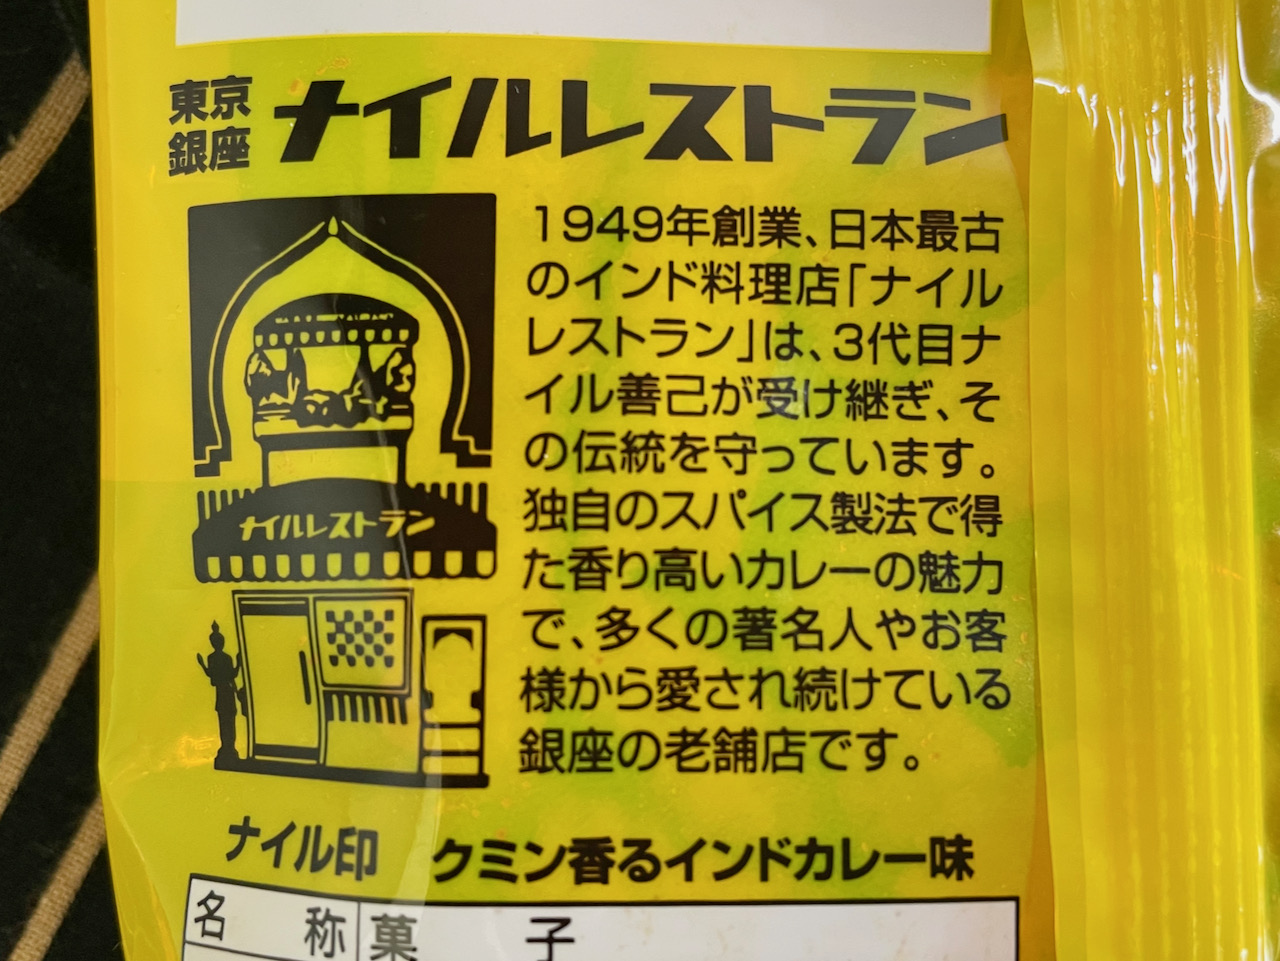 東京
銀座
ナイルレストラン
1949年創業、日本最古
のインド料理店「ナイル
レストラン」は、3代目ナ
イル善己が受け継ぎ、そ
の伝統を守っています。
独自のスパイス製法で得
た香り高いカレーの魅力
で、多くの著名人やお客
様から愛され続けている
銀座の老舗店です。
ナイルレストラン
ナイル印 クミン香るインドカレー味
名 称 菓 子